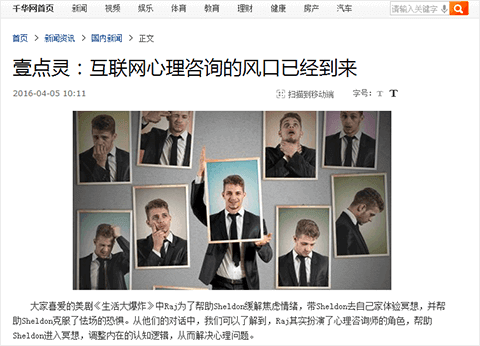 千华网首页 新闻 视频 娱乐 体育 教育 理财 健康 房产 汽车 请输入关键字
首页 > 新闻资讯 > 国内新闻 > 正文
壹点灵：互联网心理咨询的风口已经到来
2016-04-05 10:11 扫描到移动端 字号： T T
大家喜爱的美剧《生活大爆炸》中Raj为了帮助Sheldon缓解焦虑情绪，带Sheldon去自己家体验冥想，并帮
助Sheldon克服了怯场的恐惧。从他们的对话中，我们可以了解到，Raj其实扮演了心理咨询师的角色，帮助
Sheldon进入冥想，调整内在的认知逻辑，从而解决心理问题。